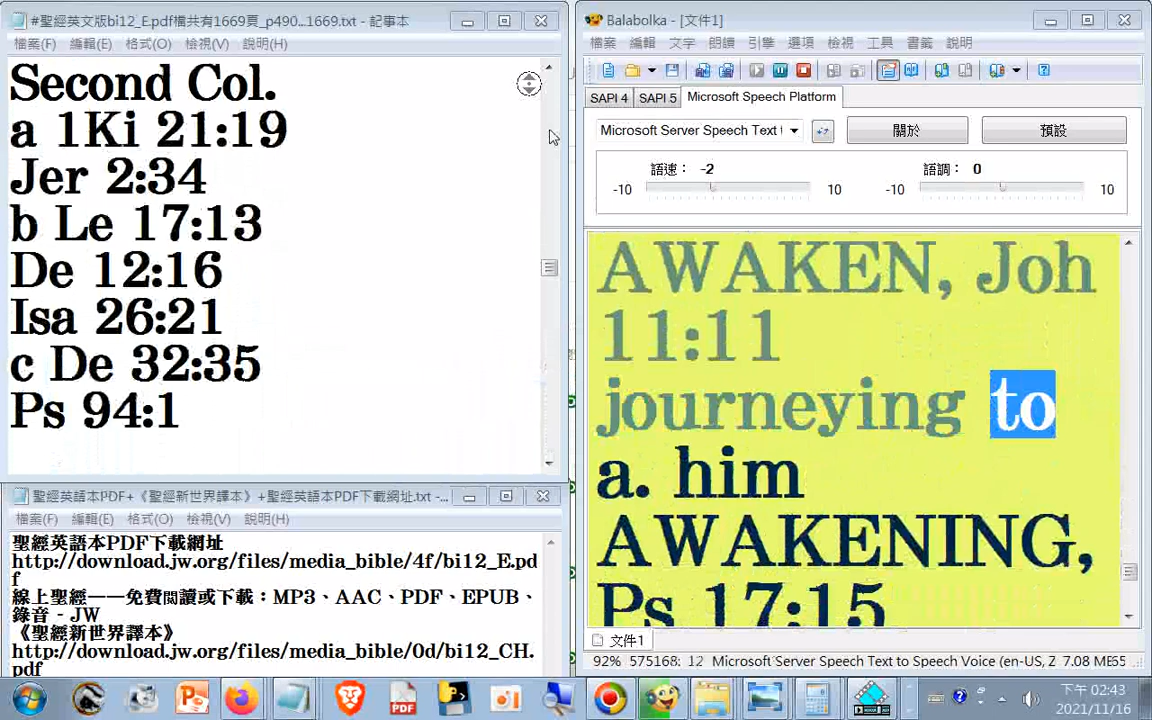 #聖經英文版bi12_E.pdf橫共有1669頁_p490...1669.txt - 記事本
檔案(F) 編輯(E) 格式(O) 檢視(V) 說明(H)
Second Col.
a 1Ki 21:19
Jer 2:34
b Le 17:13
De 12:16
Isa 26:21
c De 32:35
Ps 94:1
聖經英語本PDF+《聖經新世界譯本》+聖經英語本PDF下載網址.txt -...
檔案(F) 編輯(E) 格式(O) 檢視(V) 說明(H)
聖經英語本PDF下載網址
http://download.jw.org/files/media_bible/4f/bi12_E.pd
f
線上聖經——免費閱讀或下載：MP3、AAC、PDF、EPUB、
錄音 - JW
《聖經新世界譯本》
http://download.jw.org/files/media_bible/0d/bi12_CH.
pdf
Balabolka - [文件1]
檔案 編輯 文字 朗讀 引擎 選項 檢視 工具 書籤 說明
SAPI 4 SAPI 5 Microsoft Speech Platform
Microsoft Server Speech Text t
關於 預設
語速： -2 語調： 0
-10 10 -10 10
AWAKEN, Joh
11:11
journeying to
a. him
AWAKENING,
Ps 17:15
文件1
92% 575168: 12 Microsoft Server Speech Text to Speech Voice (en-US, Z 7.08 ME55
下午 02:43
2021/11/16